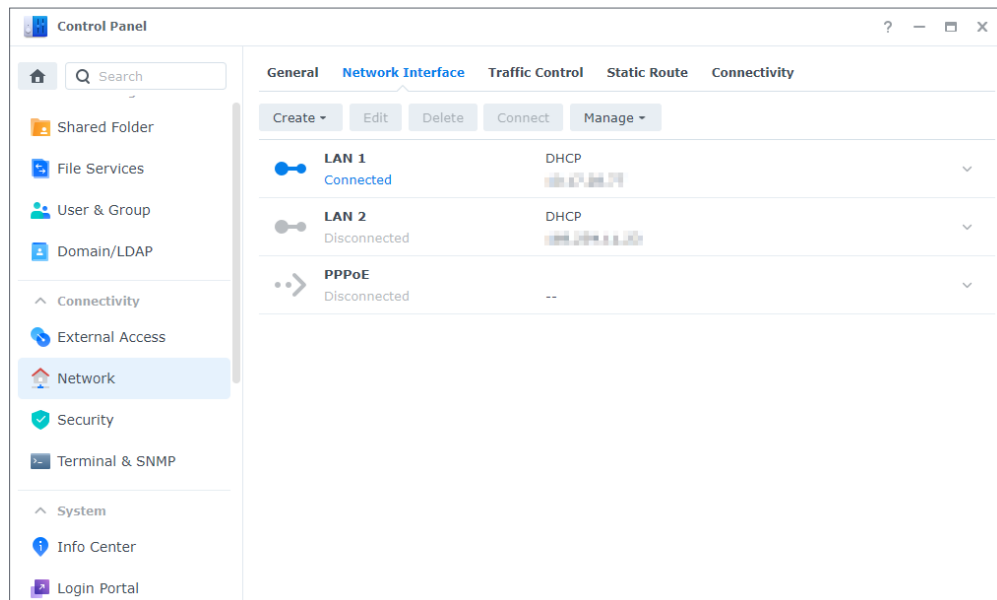 Control Panel
Search
Shared Folder
File Services
User & Group
Domain/LDAP
Connectivity
External Access
Network
Security
Terminal & SNMP
System
Info Center
Login Portal
General Network Interface Traffic Control Static Route Connectivity
Create Edit Delete Connect Manage
LAN 1 DHCP
Connected
LAN 2 DHCP
Disconnected
PPPoE
Disconnected --